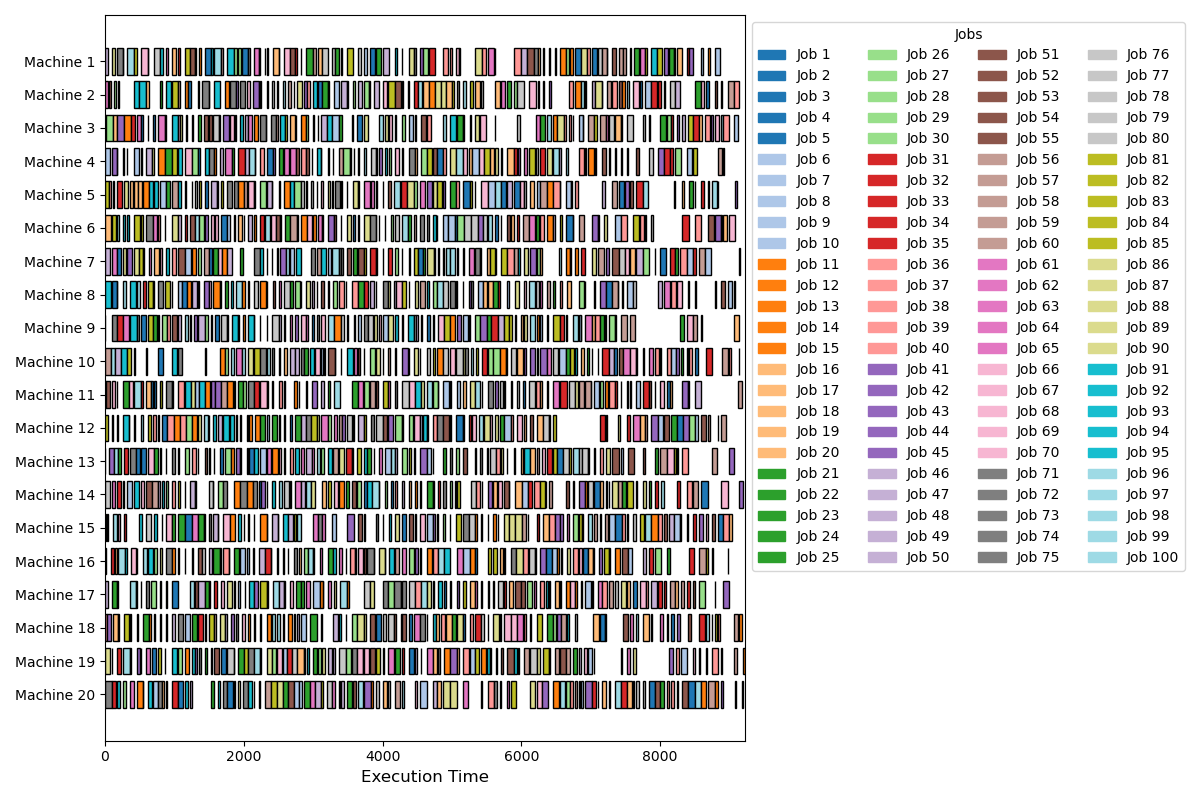 Machine 1
Machine 2
Machine 3
Machine 4
Machine 5
Machine 6
Machine 7
Machine 8
Machine 9
Machine 10
Machine 11
Machine 12
Machine 13
Machine 14
Machine 15
Machine 16
Machine 17
Machine 18
Machine 19
Machine 20
0 2000 4000 6000 8000
Execution Time
Jobs
Job 1 Job 26 Job 51 Job 76
Job 2 Job 27 Job 52 Job 77
Job 3 Job 28 Job 53 Job 78
Job 4 Job 29 Job 54 Job 79
Job 5 Job 30 Job 55 Job 80
Job 6 Job 31 Job 56 Job 81
Job 7 Job 32 Job 57 Job 82
Job 8 Job 33 Job 58 Job 83
Job 9 Job 34 Job 59 Job 84
Job 10 Job 35 Job 60 Job 85
Job 11 Job 36 Job 61 Job 86
Job 12 Job 37 Job 62 Job 87
Job 13 Job 38 Job 63 Job 88
Job 14 Job 39 Job 64 Job 89
Job 15 Job 40 Job 65 Job 90
Job 16 Job 41 Job 66 Job 91
Job 17 Job 42 Job 67 Job 92
Job 18 Job 43 Job 68 Job 93
Job 19 Job 44 Job 69 Job 94
Job 20 Job 45 Job 70 Job 95
Job 21 Job 46 Job 71 Job 96
Job 22 Job 47 Job 72 Job 97
Job 23 Job 48 Job 73 Job 98
Job 24 Job 49 Job 74 Job 99
Job 25 Job 50 Job 75 Job 100